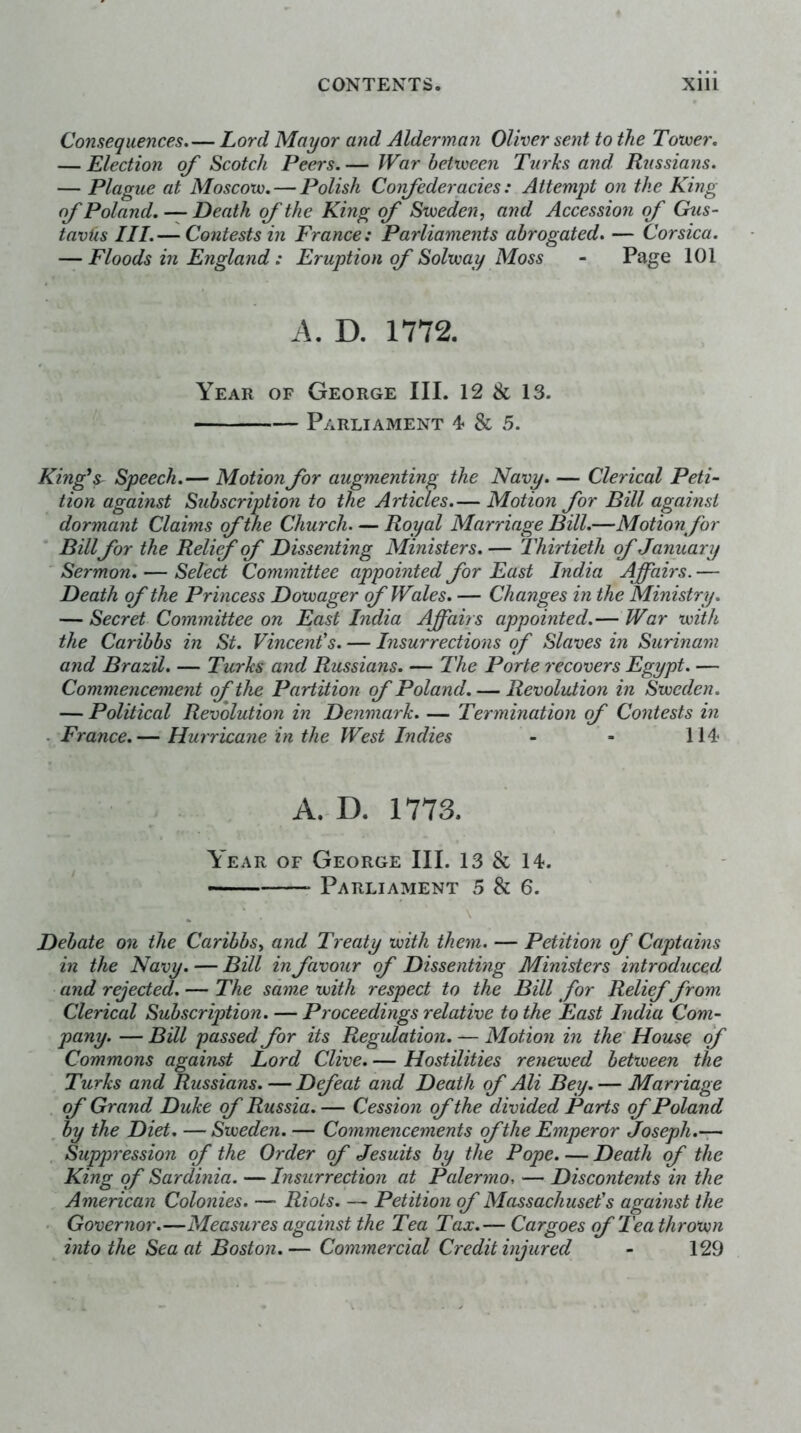 CONTENTS. xiii
Consequences.— Lord Mayor and Alderman Oliver sent to the Tower.
— Election of Scotch Peers. — War between Turks and Russians.
— Plague at Moscow. — Polish Confederacies: Attempt on the King
of Poland. — Death of the King of Sweden, and Accession of Gus-
tavus III. — Contests in France: Parliaments abrogated. — Corsica.
— Floods in England: Eruption of Solway Moss - Page 101
A. D. 1772.
Year of George III. 12 & 13.
——— Parliament 4 & 5.
King's Speech.— Motion for augmenting the Navy. — Clerical Peti-
tion against Subscription to the Articles.— Motion for Bill against
dormant Claims of the Church. — Royal Marriage Bill.—Motion for
Bill for the Relief of Dissenting Ministers. — Thirtieth of January
Sermon. — Select Committee appointed for East India Affairs. —
Death of the Princess Dowager of Wales. — Changes in the Ministry.
— Secret Committee on East India Affairs appointed.— War with
the Caribbs in St. Vincent's. — Insurrections of Slaves in Surinam
and Brazil. — Turks and Russians. — The Porte recovers Egypt. —
Commencement of the Partition of Poland. — Revolution in Sweden.
— Political Revolution in Denmark. — Termination of Contests in
France. — Hurricane in the West Indies - - 114
A. D. 1773.
Year of George III. 13 & 14.
——— Parliament 5 & 6.
Debate on the Caribbs, and Treaty with them. — Petition of Captains
in the Navy. — Bill in favour of Dissenting Ministers introduced
and rejected. — The same with respect to the Bill for Relief from
Clerical Subscription. — Proceedings relative to the East India Com-
pany. — Bill passed for its Regulation. — Motion in the House of
Commons against Lord Clive. — Hostilities renewed between the
Turks and Russians. — Defeat and Death of Ali Bey. — Marriage
of Grand Duke of Russia. — Cession of the divided Parts of Poland
by the Diet. — Sweden. — Commencements of the Emperor Joseph.—
Suppression of the Order of Jesuits by the Pope. — Death of the
King of Sardinia. — Insurrection at Palermo. — Discontents in the
American Colonies. — Riots. — Petition of Massachuset's against the
Governor.—Measures against the Tea Tax.— Cargoes of Tea thrown
into the Sea at Boston. — Commercial Credit injured - 129